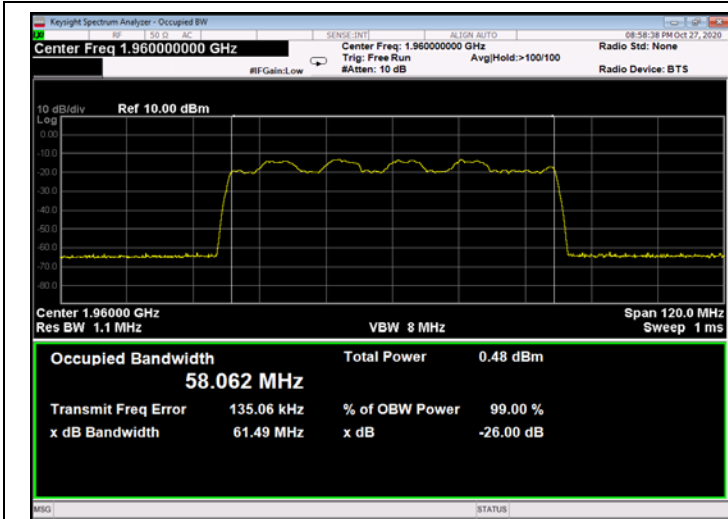 Keysight Spectrum Analyzer - Occupied BW
RF 50 Ω AC SENSE:INT ALIGN AUTO 08:58:38 PM Oct 27, 2020
Center Freq 1.960000000 GHz Center Freq: 1.960000000 GHz Radio Std: None
Trig: Free Run Avg|Hold:>100/100
#IFGain:Low #Atten: 10 dB Radio Device: BTS
10 dB/div Ref 10.00 dBm
Log
0.00
-10.0
-20.0
-30.0
-40.0
-50.0
-60.0
-70.0
-80.0
Center 1.96000 GHz Span 120.0 MHz
Res BW 1.1 MHz VBW 8 MHz Sweep 1 ms
Occupied Bandwidth Total Power 0.48 dBm
58.062 MHz
Transmit Freq Error 135.06 kHz % of OBW Power 99.00 %
x dB Bandwidth 61.49 MHz x dB -26.00 dB
MSG STATUS